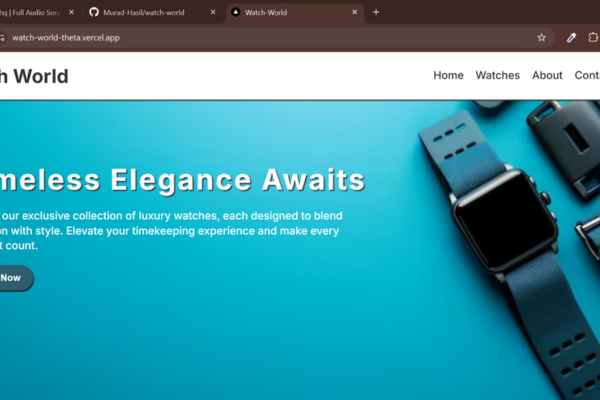 hq | Full Audio Son
Murad-Hasil/watch-world
Watch-World
watch-world-theta.vercel.app
h World
Home Watches About Conta
meless Elegance Awaits
our exclusive collection of luxury watches, each designed to blend
on with style. Elevate your timekeeping experience and make every
t count.
Now